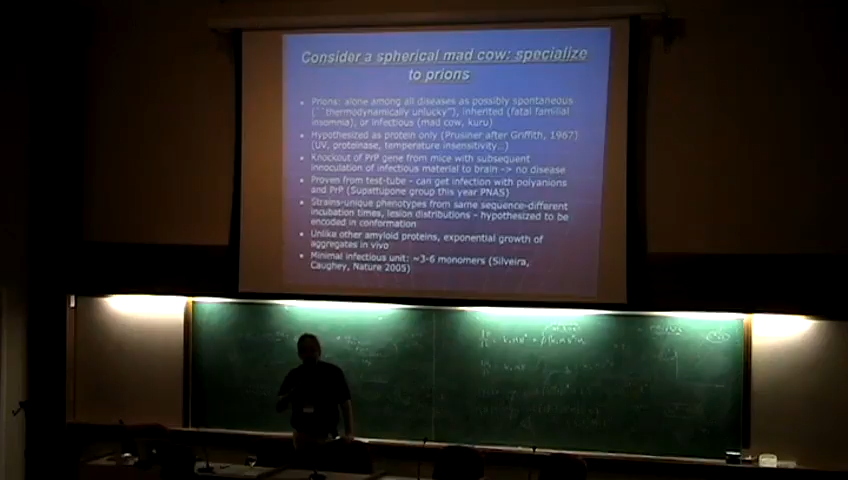 Consider a spherical mad cow: specialize
to prions
• Prions: alone among all diseases as possibly spontaneous
(``thermodynamically unlucky"), inherited (fatal familial
insomnia), or infectious (mad cow, kuru)
• Hypothesized as protein only (Prusiner after Griffith, 1967)
(UV, proteinase, temperature insensitivity…)
• Knockout of PrP gene from mice with subsequent
innoculation of infectious material to brain -> no disease
• Proven from test-tube - can get infection with polyanions
and PrP (Supattapone group this year PNAS)
• Strains-unique phenotypes from same sequence-different
incubation times, lesion distributions - hypothesized to be
encoded in conformation
• Unlike other amyloid proteins, exponential growth of
aggregates in vivo
• Minimal infectious unit: ~3-6 monomers (Silveira,
Caughey, Nature 2005)